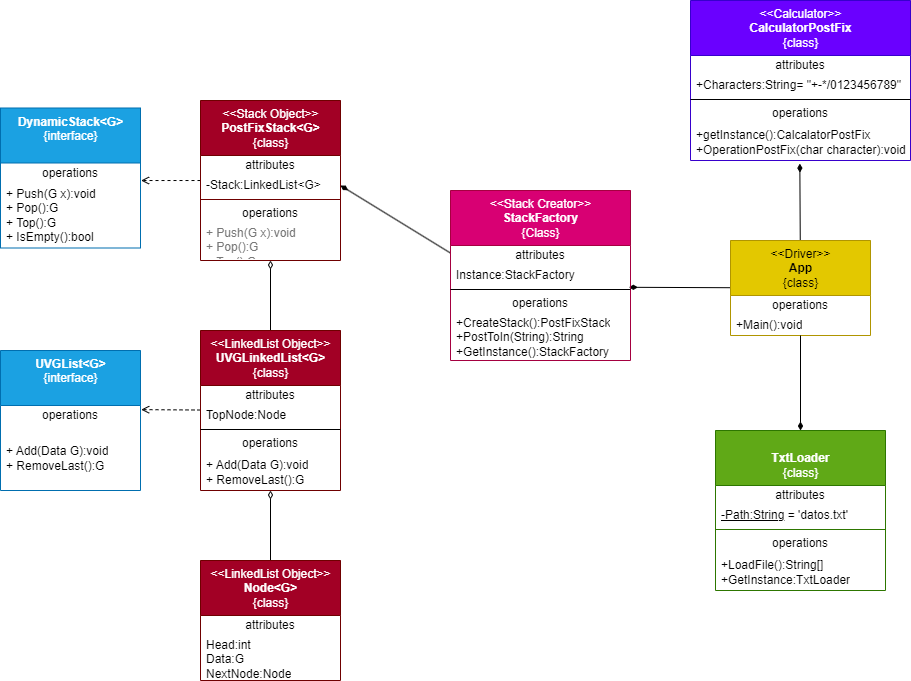 <<Calculator>>
CalculatorPostFix
{class}
attributes
+Characters:String= "+-*/0123456789"
operations
+getInstance():CalcalatorPostFix
+OperationPostFix(char character):void
DynamicStack<G>
{interface}
operations
+ Push(G x):void
+ Pop():G
+ Top():G
+ IsEmpty():bool
<<Stack Object>>
PostFixStack<G>
{class}
attributes
-Stack:LinkedList<G>
operations
+ Push(G x):void
+ Pop():G
<<Stack Creator>>
StackFactory
{Class}
attributes
Instance:StackFactory
operations
+CreateStack():PostFixStack
+PostToIn(String):String
+GetInstance():StackFactory
<<Driver>>
App
{class}
operations
+Main():void
UVGList<G>
{interface}
operations
+ Add(Data G):void
+ RemoveLast():G
<<LinkedList Object>>
UVGLinkedList<G>
{class}
attributes
TopNode:Node
operations
+ Add(Data G):void
+ RemoveLast():G
TxtLoader
{class}
attributes
-Path:String = 'datos.txt'
operations
+LoadFile():String[]
+GetInstance:TxtLoader
<<LinkedList Object>>
Node<G>
{class}
attributes
Head:int
Data:G
NextNode:Node